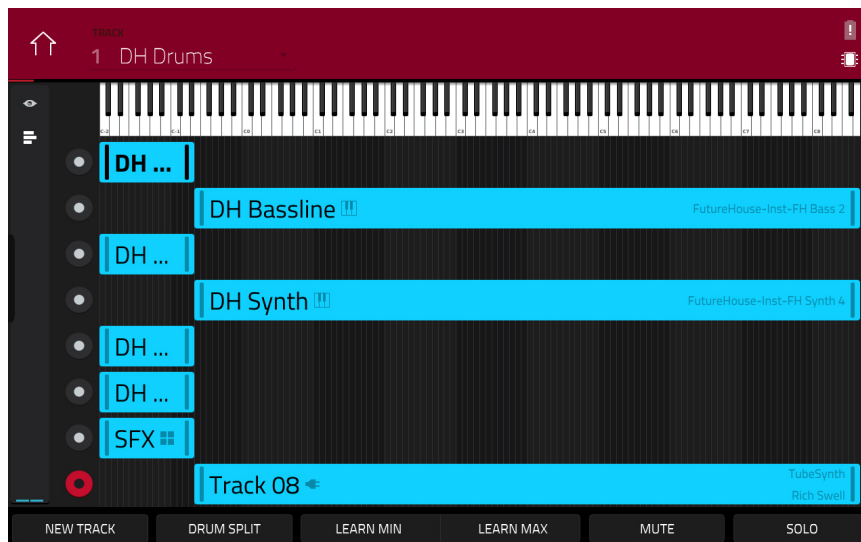 TRACK
1 DH Drums
C-2 C-1 C0 C1 C2 C3 C4 C5 C6 C7 C8
DH ...
DH Bassline FutureHouse-Inst-FH Bass 2
DH ...
DH Synth FutureHouse-Inst-FH Synth 4
DH ...
DH ...
SFX
Track 08 TubeSynth
Rich Swell
NEW TRACK DRUM SPLIT LEARN MIN LEARN MAX MUTE SOLO